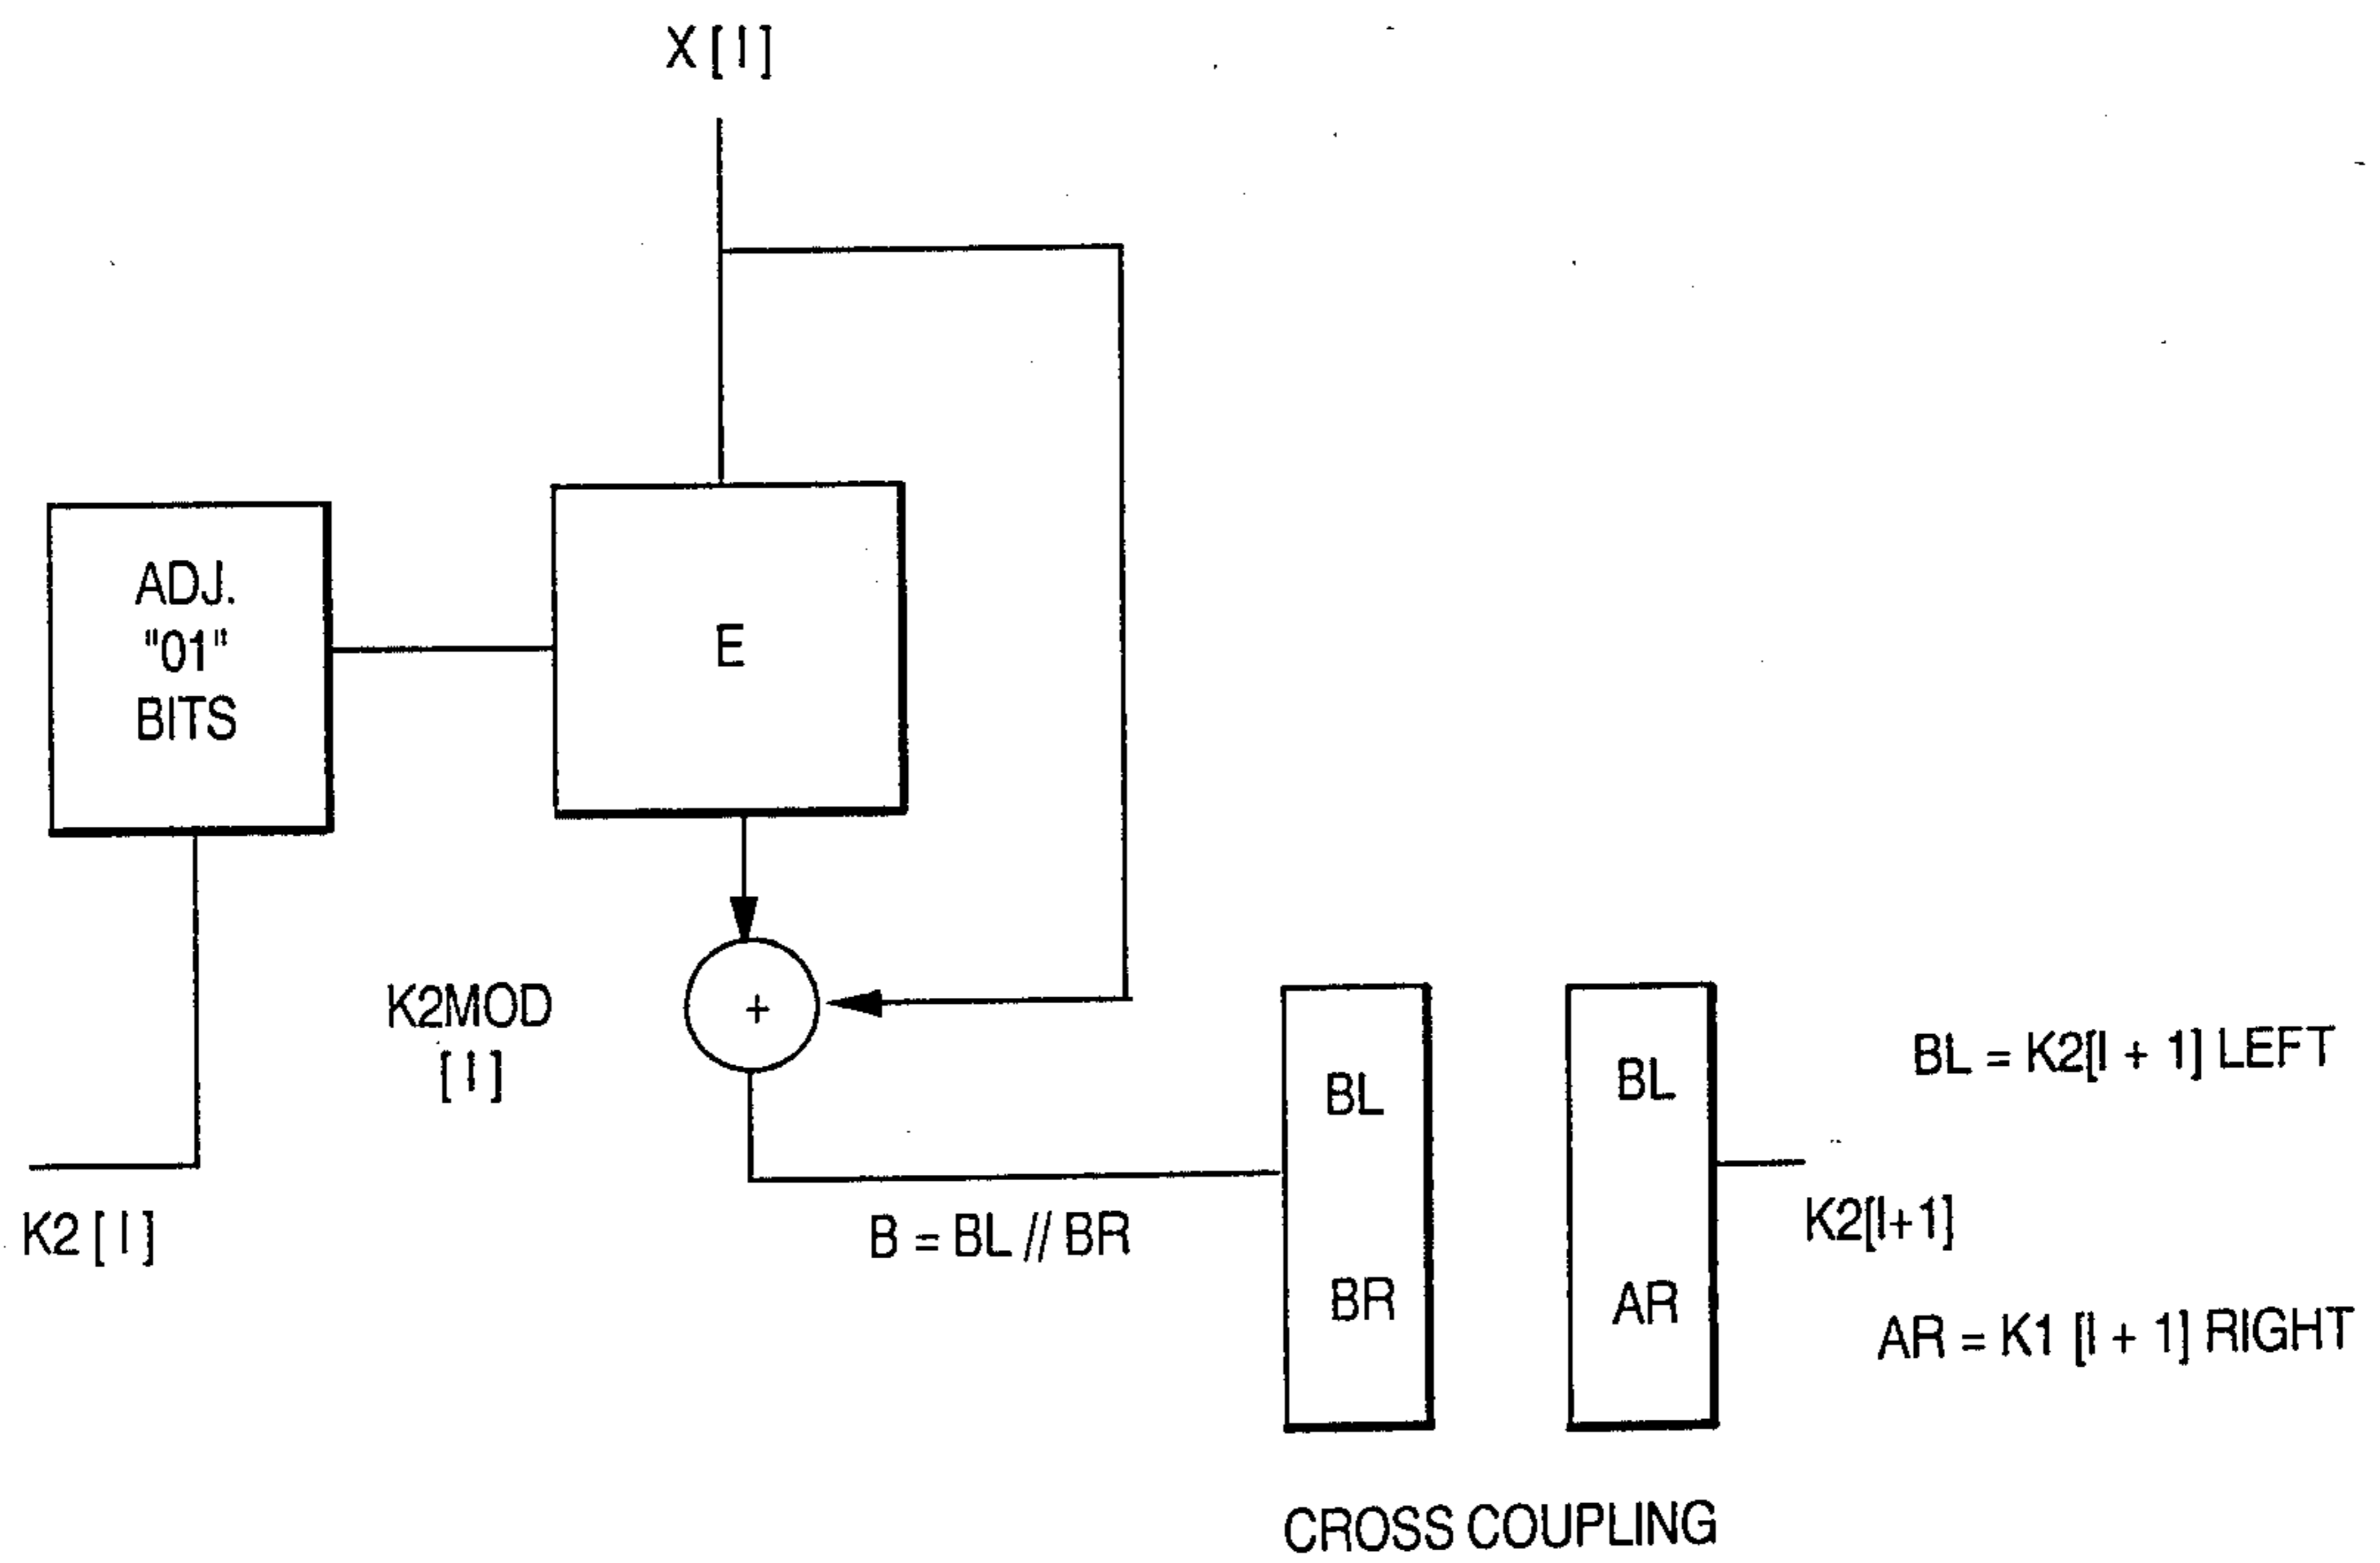 X [ I ]
ADJ.
"01"
BITS
E
K2MOD
[ I ]
+
K2 [ I ]
B = BL // BR
BL
BR
BL
AR
BL = K2[I + 1] LEFT
K2[I+1]
AR = K1 [I + 1] RIGHT
CROSS COUPLING